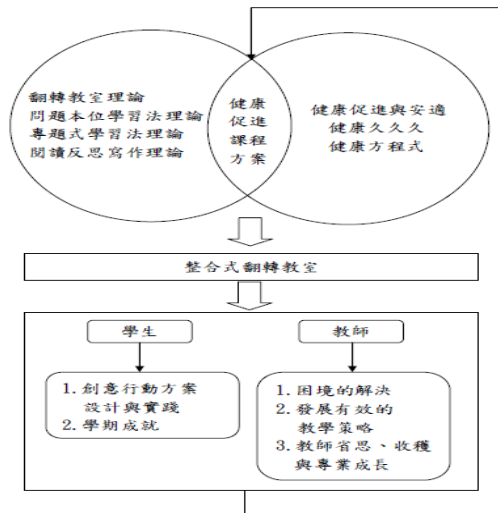 翻轉教室理論
問題本位學習法理論
專題式學習法理論
閱讀反思寫作理論
健康
促進
課程
方案
健康促進與安適
健康久久久
健康方程式
整合式翻轉教室
學生
1. 創意行動方案
設計與實踐
2. 學期成就
教師
1. 困境的解決
2. 發展有效的
教學策略
3. 教師省思、收穫
與專業成長